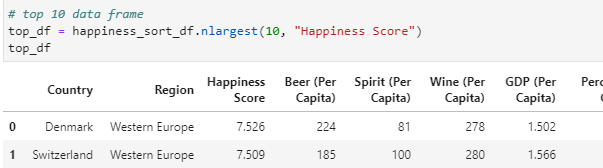 # top 10 data frame
top_df = happiness_sort_df.nlargest(10, "Happiness Score")
top_df
Country Region Happiness Score Beer (Per Capita) Spirit (Per Capita) Wine (Per Capita) GDP (Per Capita)
0 Denmark Western Europe 7.526 224 81 278 1.502
1 Switzerland Western Europe 7.509 185 100 280 1.566